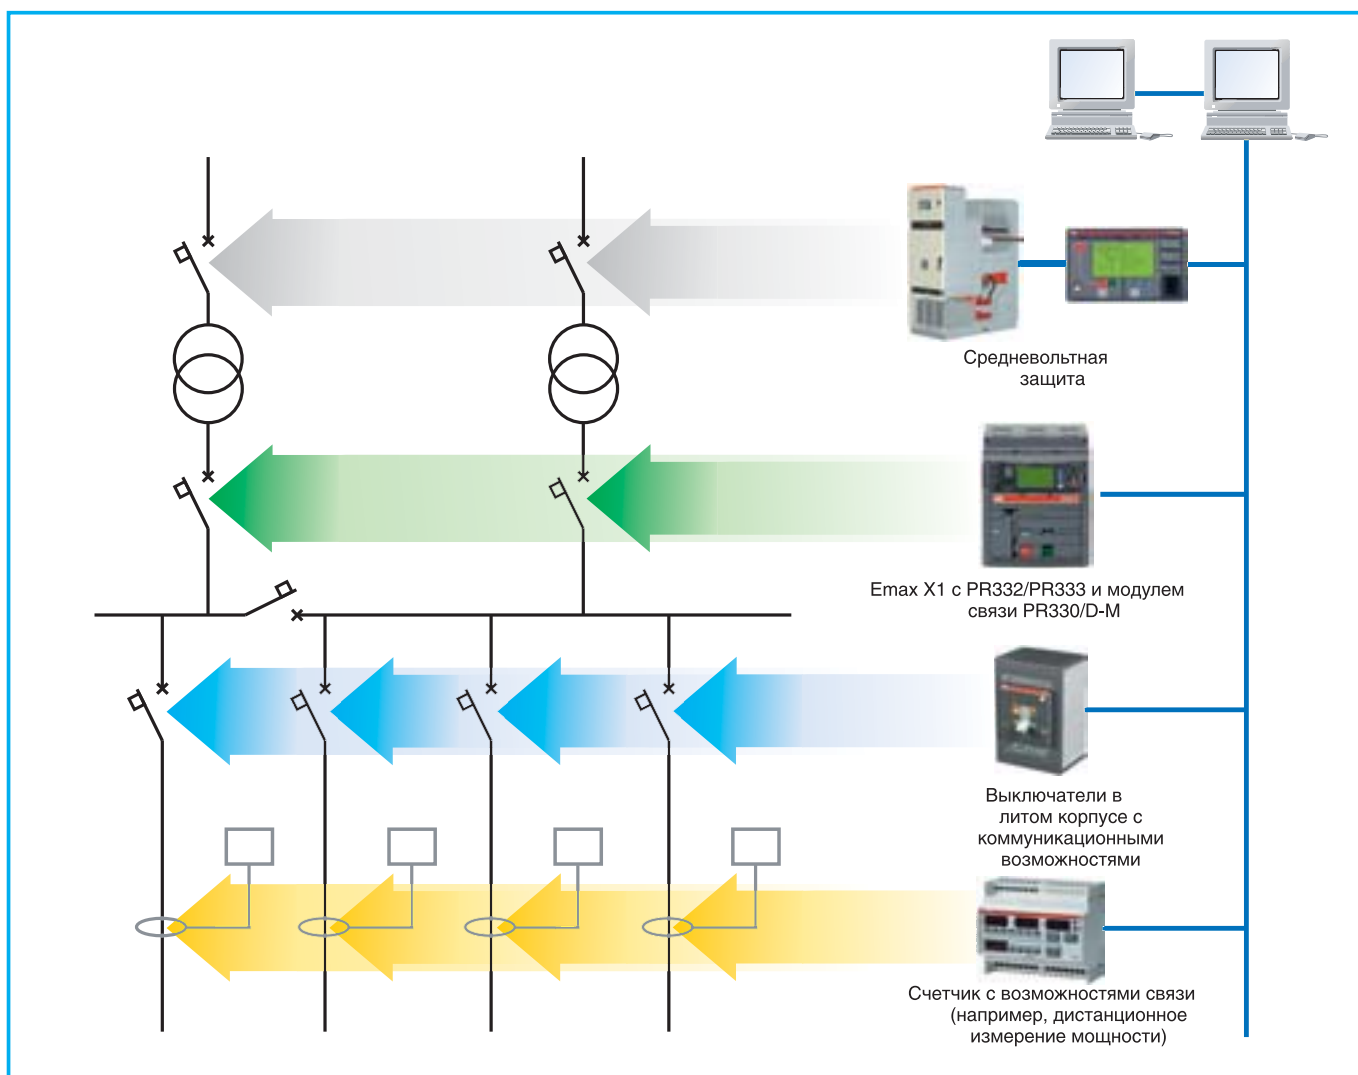 Средневольтная
защита
Emax X1 с PR332/PR333 и модулем
связи PR330/D-M
Выключатели в
литом корпусе с
коммуникационными
возможностями
Счетчик с возможностями связи
(например, дистанционное
измерение мощности)